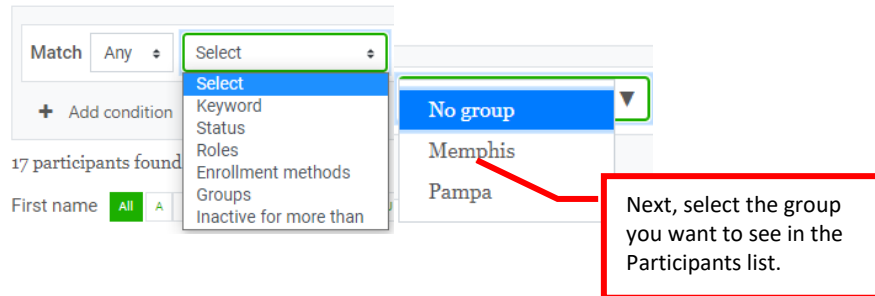 Match Any Select
Select
Keyword
Status
Roles
Enrollment methods
Groups
Inactive for more than
+ Add condition
17 participants found
First name All A
No group
Memphis
Pampa
Next, select the group
you want to see in the
Participants list.